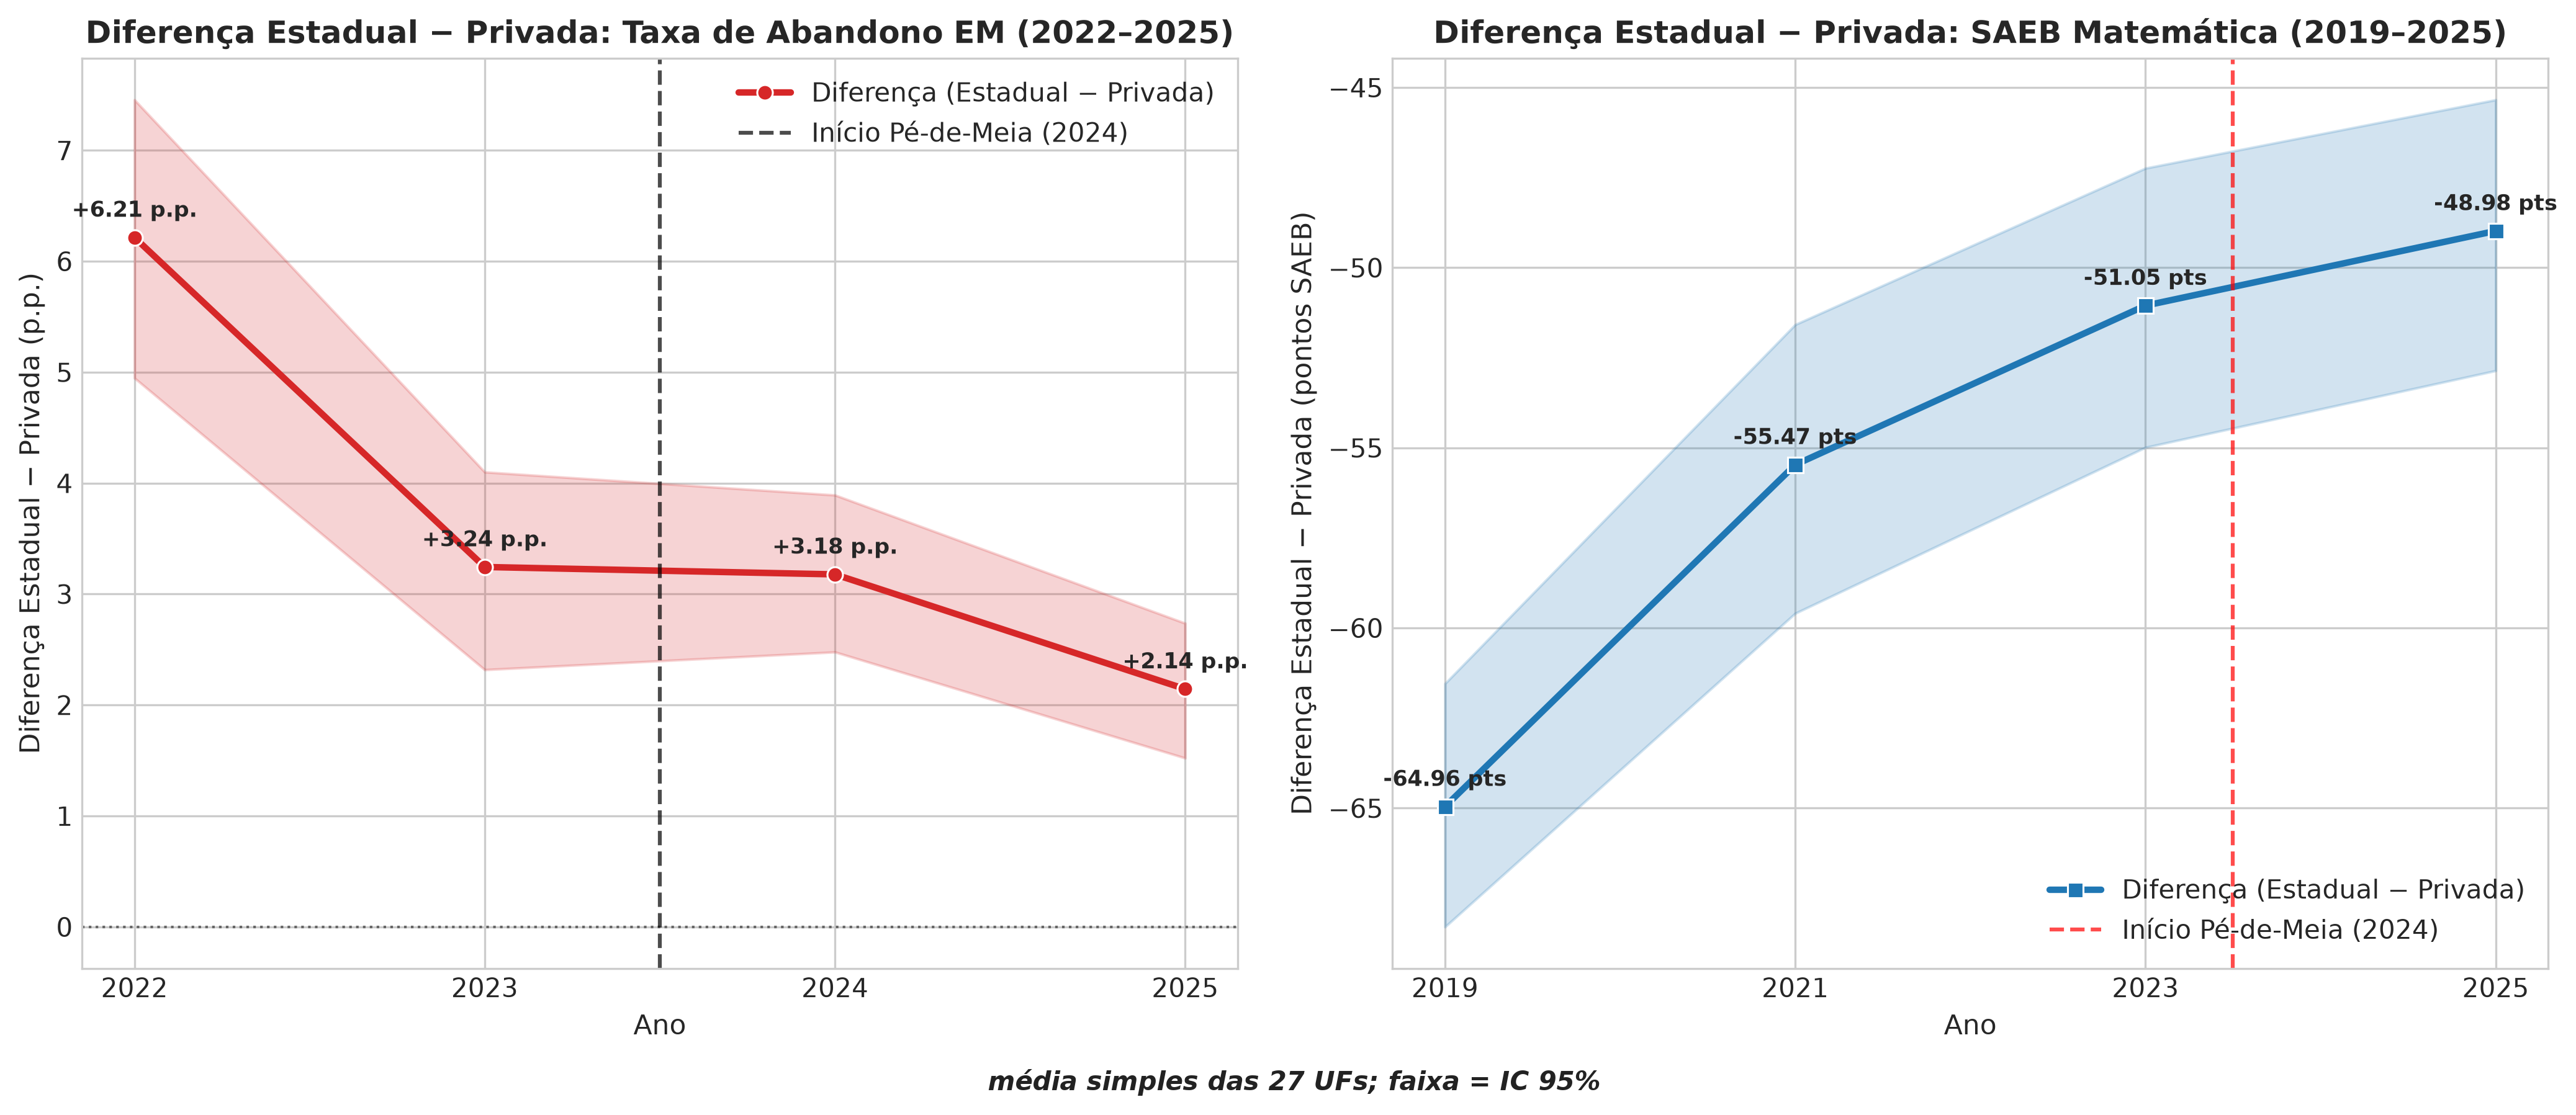 Diferença Estadual − Privada: Taxa de Abandono EM (2022–2025)
Diferença (Estadual − Privada)
Início Pé-de-Meia (2024)
Diferença Estadual − Privada (p.p.)
7
6
5
4
3
2
1
0
+6.21 p.p.
+3.24 p.p.
+3.18 p.p.
+2.14 p.p.
2022
2023
2024
2025
Ano
Diferença Estadual − Privada: SAEB Matemática (2019–2025)
Diferença Estadual − Privada (pontos SAEB)
−45
−50
−55
−60
−65
-64.96 pts
-55.47 pts
-51.05 pts
-48.98 pts
Diferença (Estadual − Privada)
Início Pé-de-Meia (2024)
2019
2021
2023
2025
Ano
média simples das 27 UFs; faixa = IC 95%